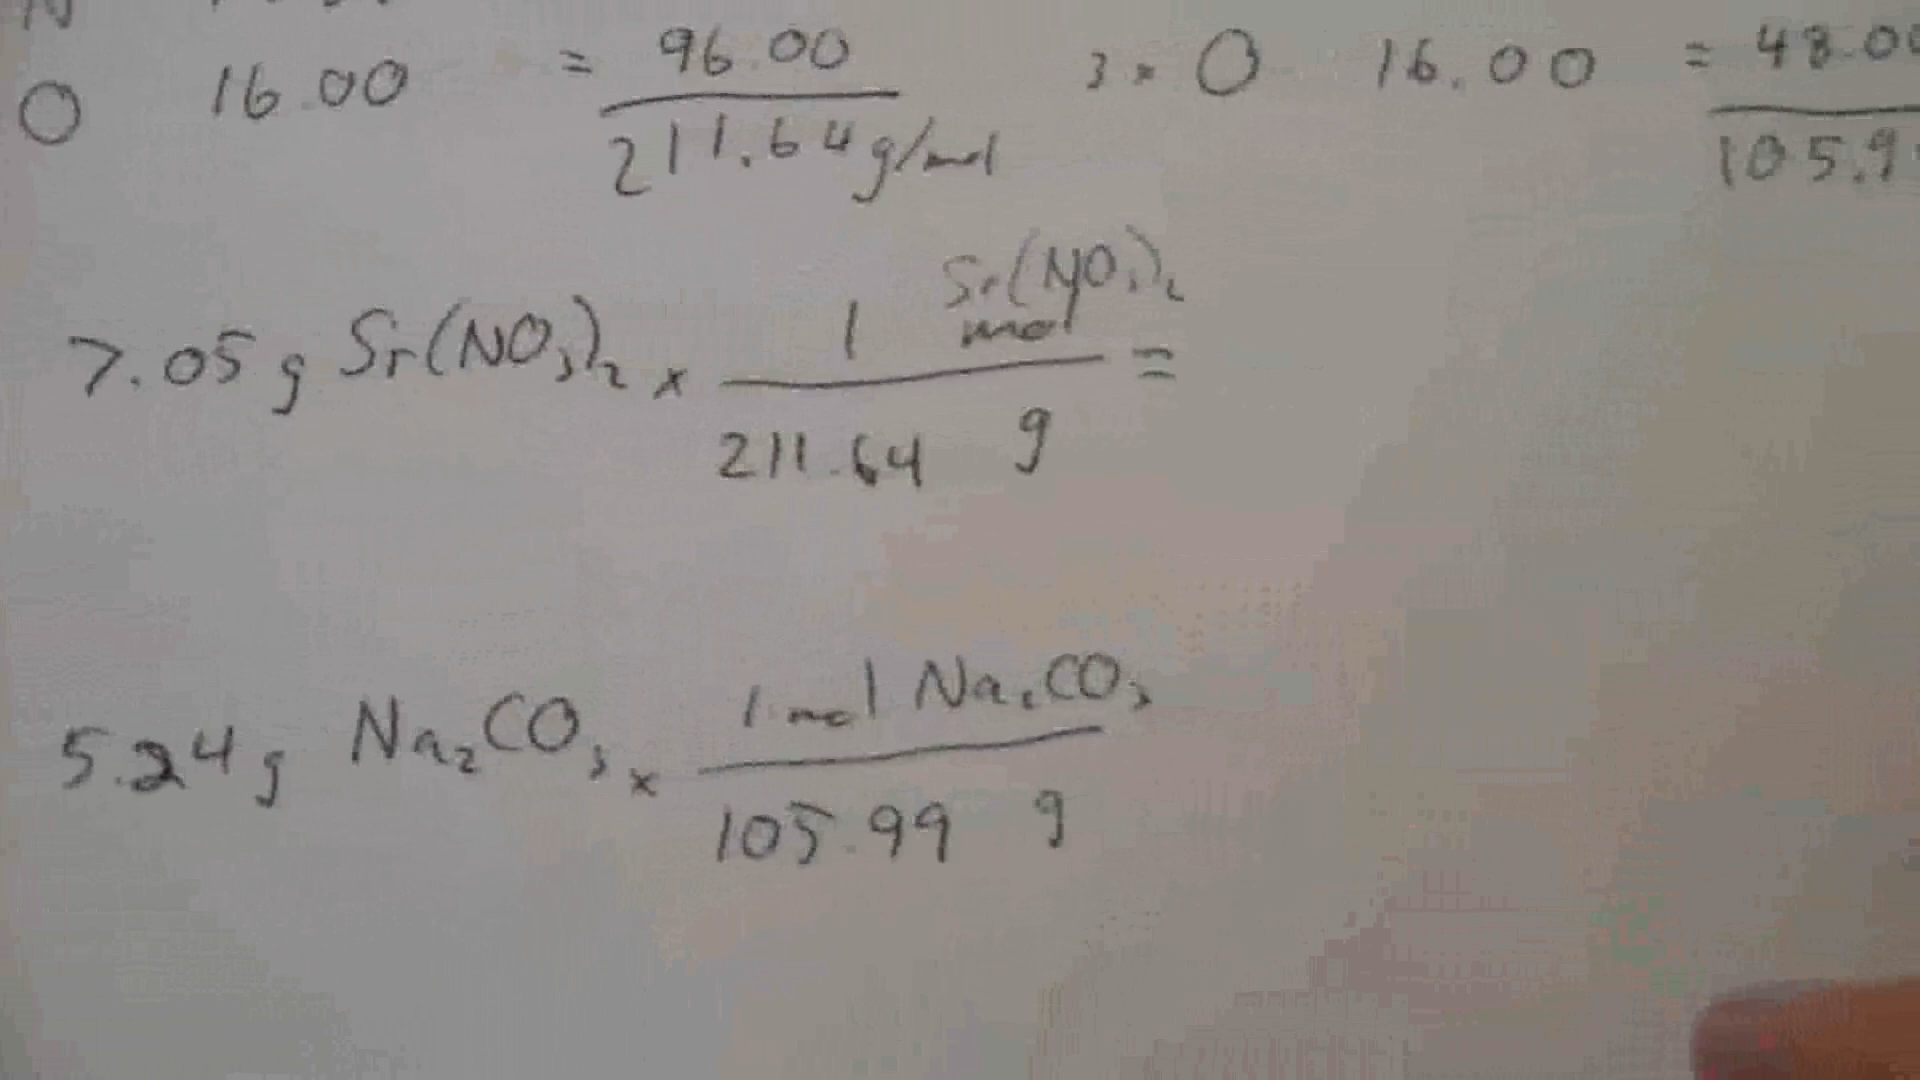 O 16.00 = 96.00 3 × O 16.00 = 48.00
211.64 g/mol 105.9
Sr(NO3)2
7.05 g Sr(NO3)2 x 1 mol =
211.64 g
1 mol Na2CO3
5.24 g Na2CO3 x
105.99 g